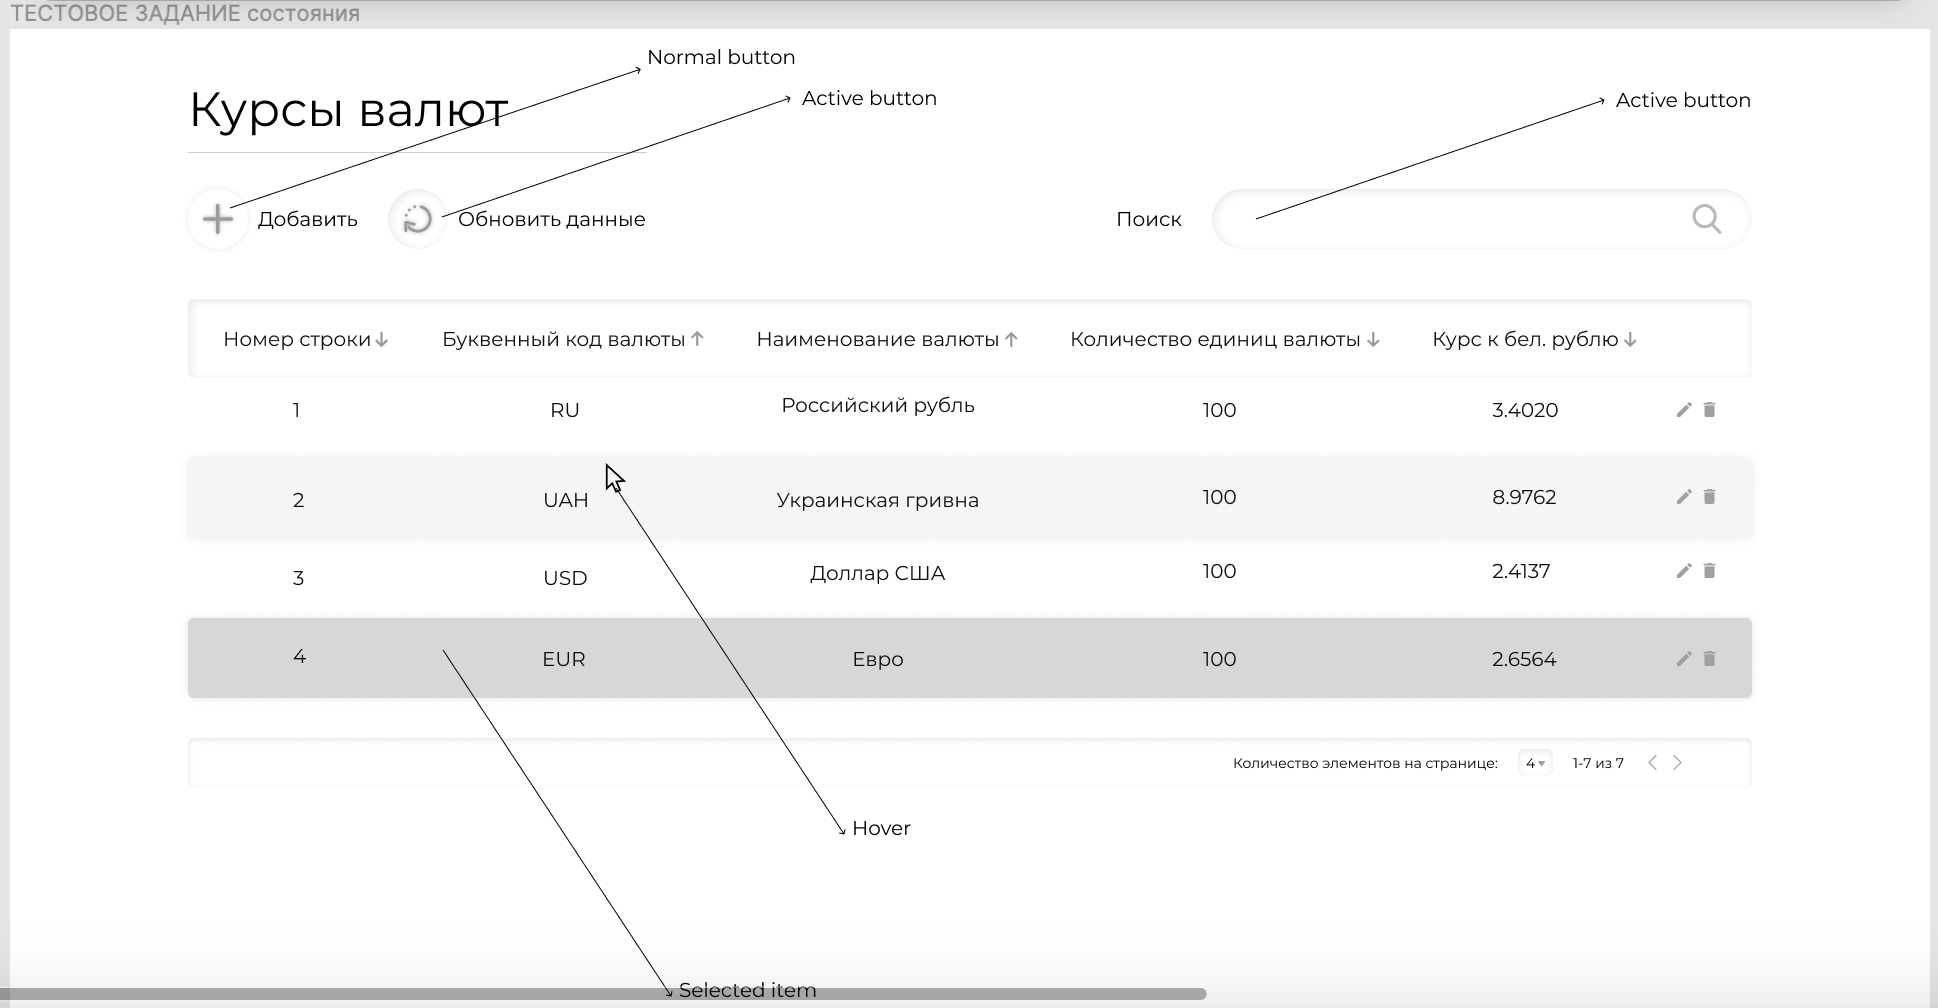 ТЕСТОВОЕ ЗАДАНИЕ состояния
Normal button
Курсы валют
Active button
Active button
Добавить
Обновить данные
Поиск
Номер строки
Буквенный код валюты
Наименование валюты
Количество единиц валюты
Курс к бел. рублю
1 RU Российский рубль 100 3.4020
2 UAH Украинская гривна 100 8.9762
3 USD Доллар США 100 2.4137
4 EUR Евро 100 2.6564
Количество элементов на странице: 4 1-7 из 7
Hover
Selected item